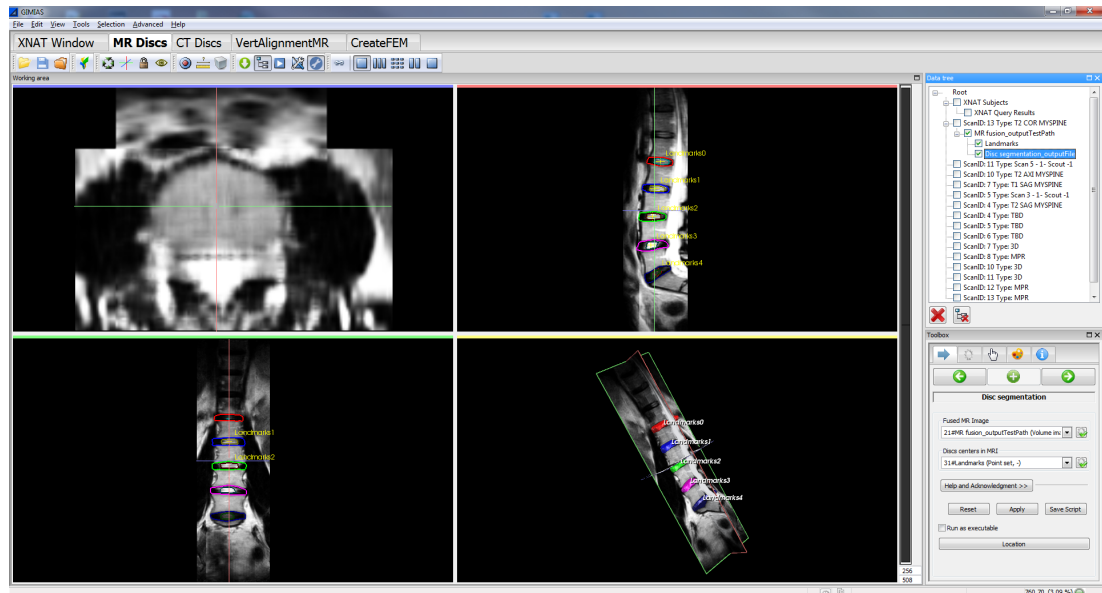 GIMIAS
File Edit View Tools Selection Advanced Help
XNAT Window MR Discs CT Discs VertAlignmentMR CreateFEM
Working area
Landmarks0
Landmarks1
Landmarks2
Landmarks3
Landmarks4
Landmarks1
Landmarks2
Landmarks0
Landmarks1
Landmarks2
Landmarks3
Landmarks4
256
508
Data tree
Root
XNAT Subjects
XNAT Query Results
ScanID: 13 Type: T2 COR MYSPINE
MR fusion_outputTestPath
Landmarks
Disc segmentation_outputFile
ScanID: 11 Type: Scan 5 - 1- Scout -1
ScanID: 10 Type: T2 AXI MYSPINE
ScanID: 7 Type: T1 SAG MYSPINE
ScanID: 5 Type: Scan 3 - 1- Scout -1
ScanID: 4 Type: T2 SAG MYSPINE
ScanID: 4 Type: TBD
ScanID: 5 Type: TBD
ScanID: 6 Type: TBD
ScanID: 7 Type: 3D
ScanID: 8 Type: MPR
ScanID: 10 Type: 3D
ScanID: 11 Type: 3D
ScanID: 12 Type: MPR
ScanID: 13 Type: MPR
Toolbox
Disc segmentation
Fused MR Image
21#MR fusion_outputTestPath (Volume im
Discs centers in MRI
31#Landmarks (Point set, -)
Help and Acknowledgment >>
Reset Apply Save Script
Run as executable
Location